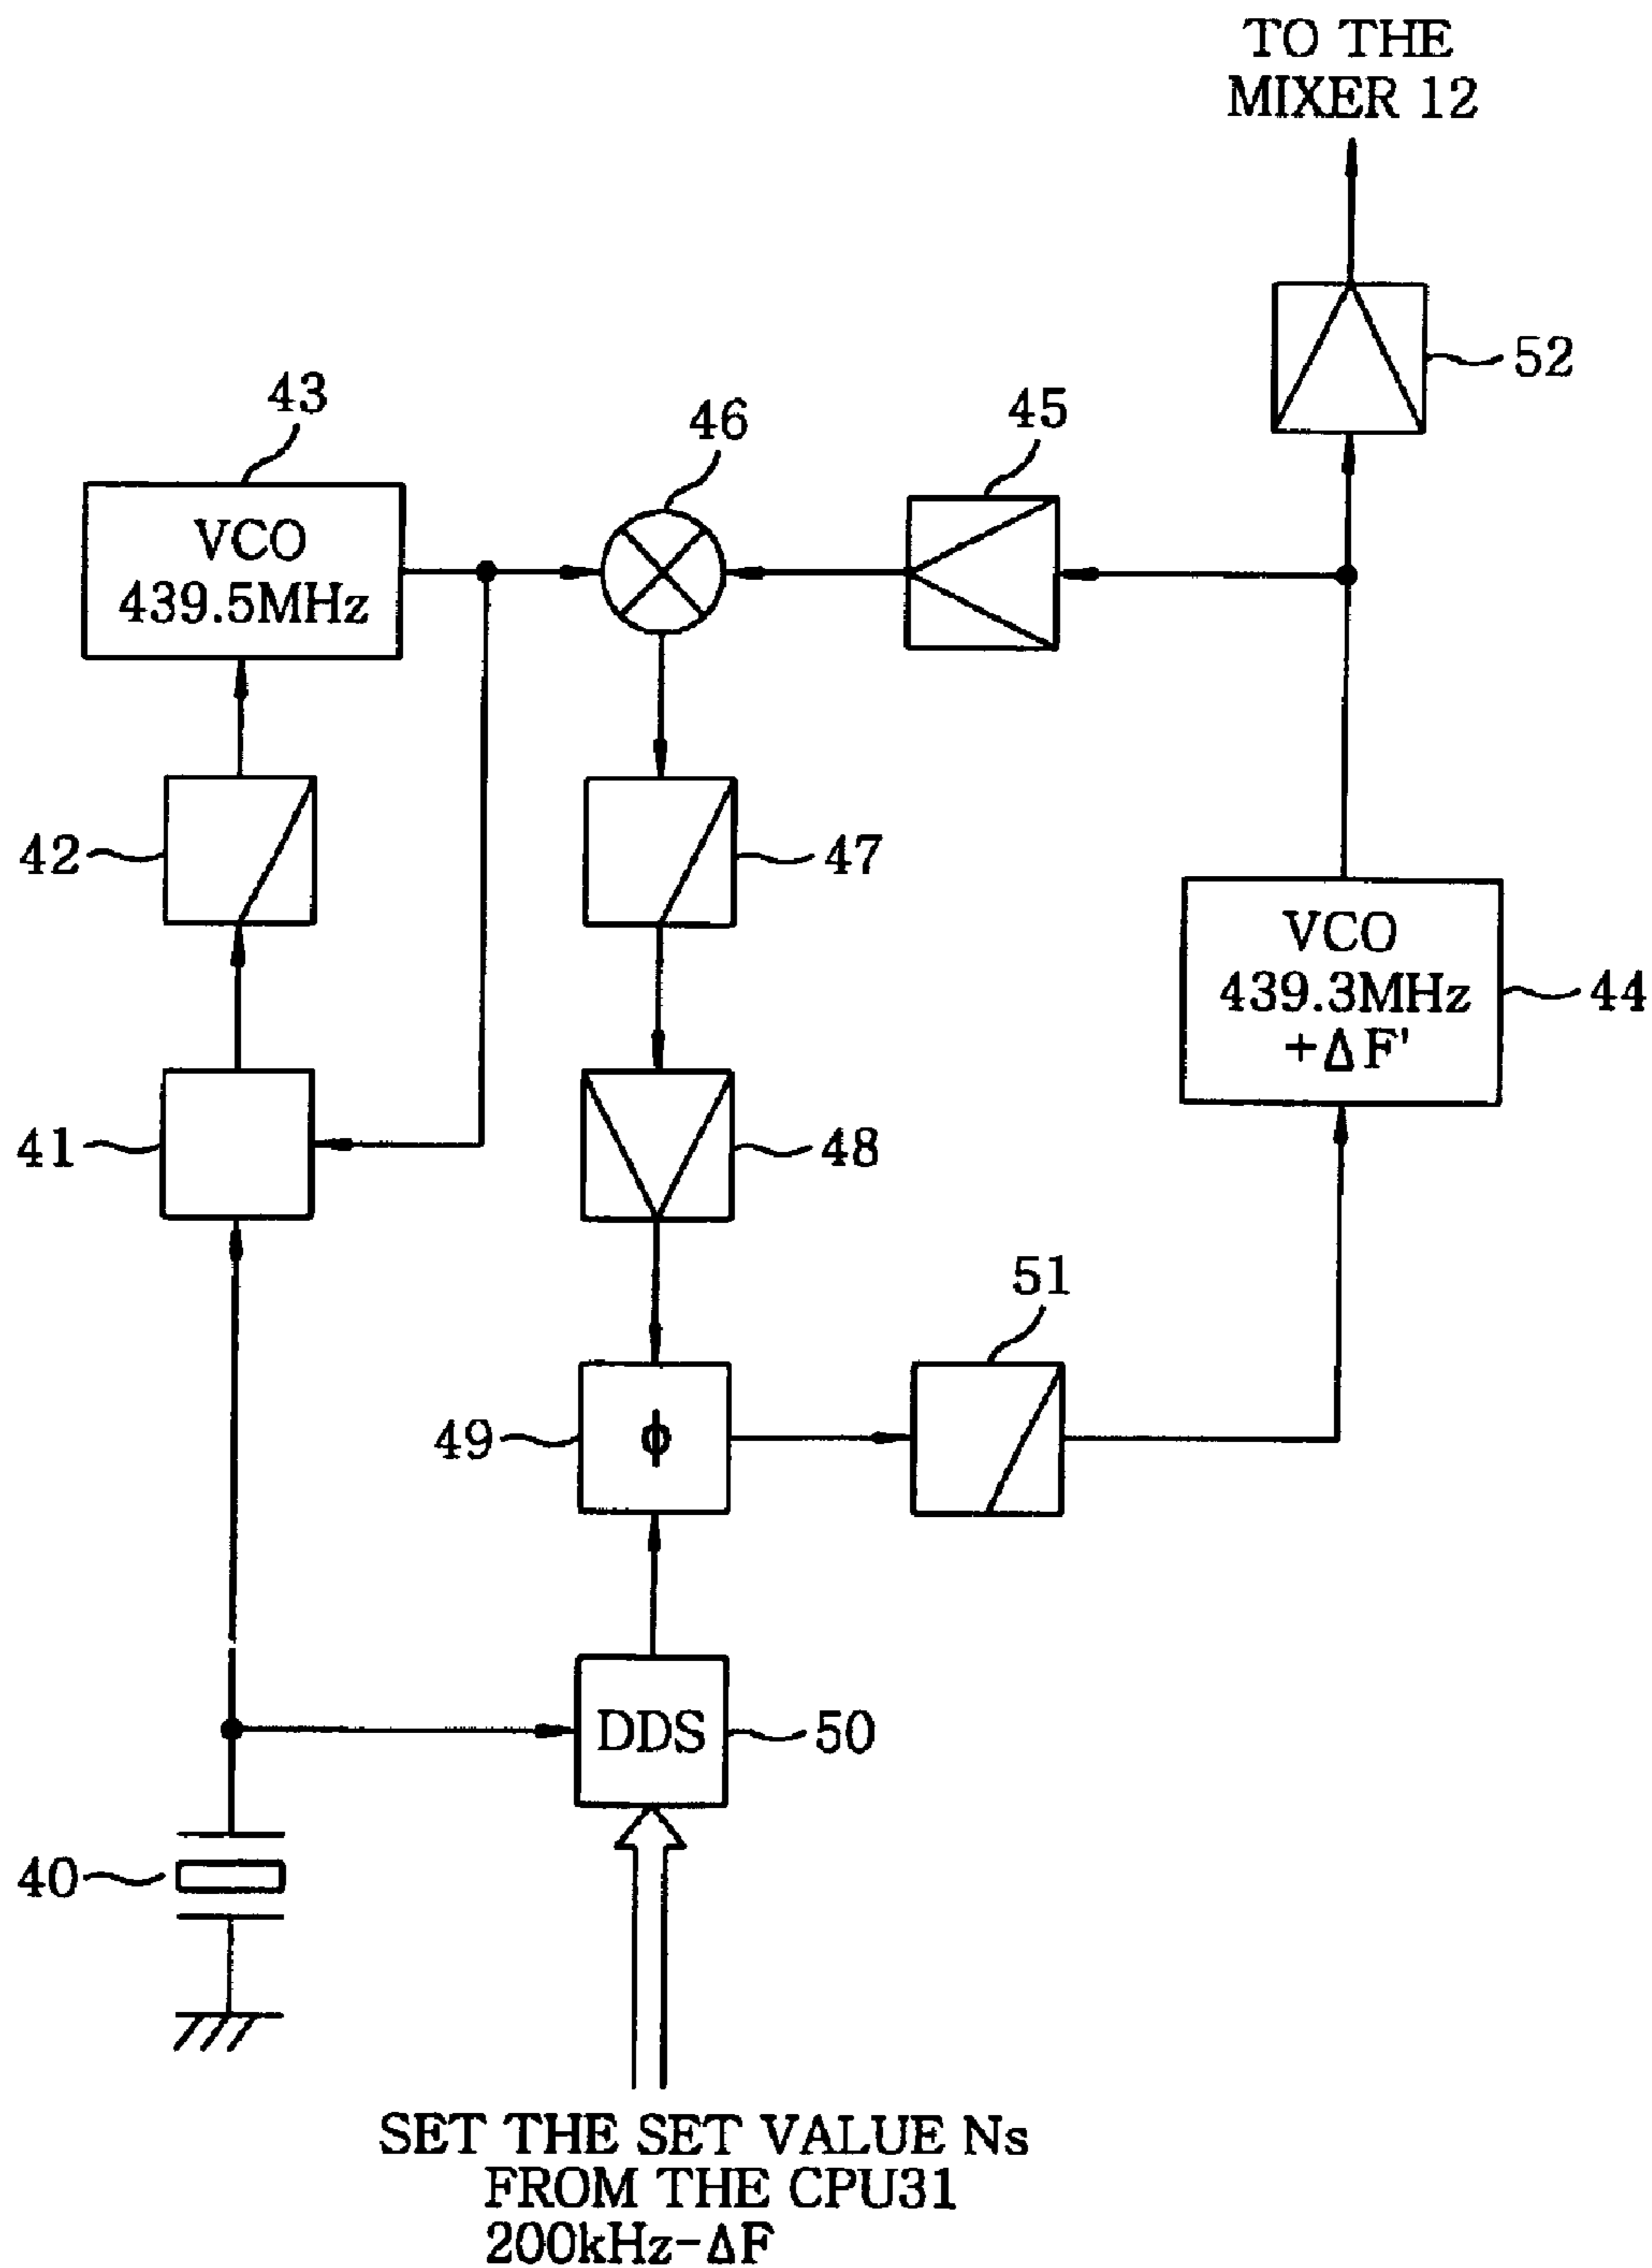 TO THE
MIXER 12
52
43
46
45
VCO
439.5MHz
42
47
VCO
439.3MHz
+ΔF'
44
41
48
51
49
ϕ
DDS
50
40
SET THE SET VALUE Ns
FROM THE CPU31
200kHz-ΔF